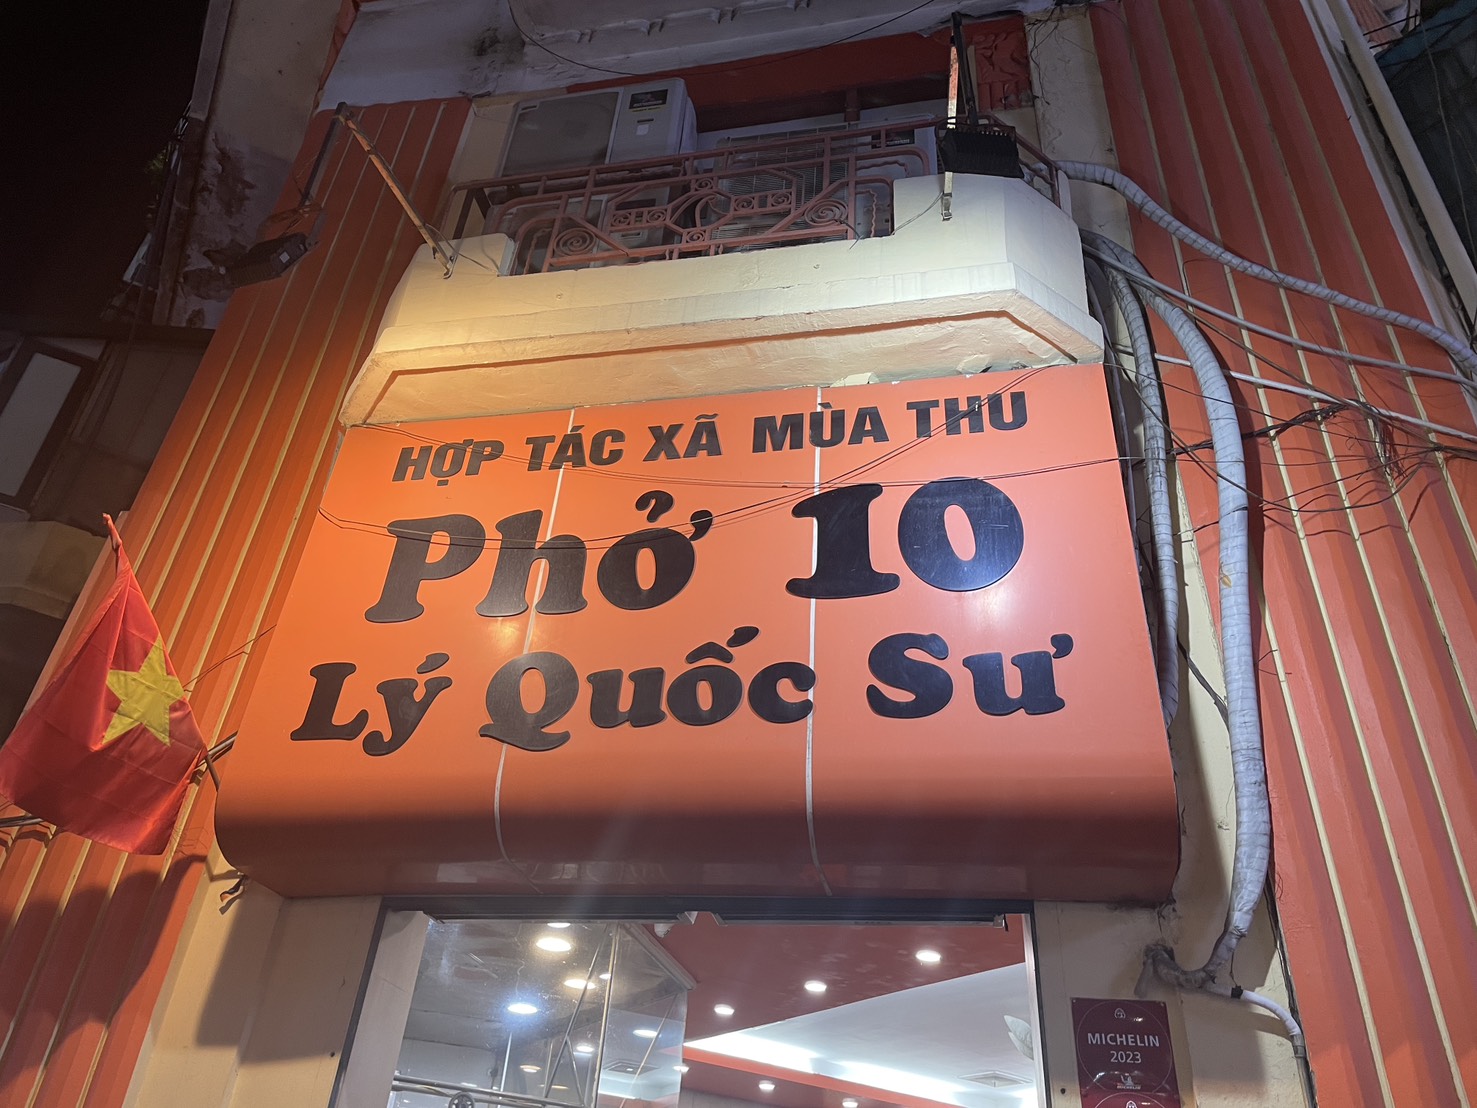 HỢP TÁC XÃ MÙA THU
Phở 10
Lý Quốc Sư
MICHELIN
2023